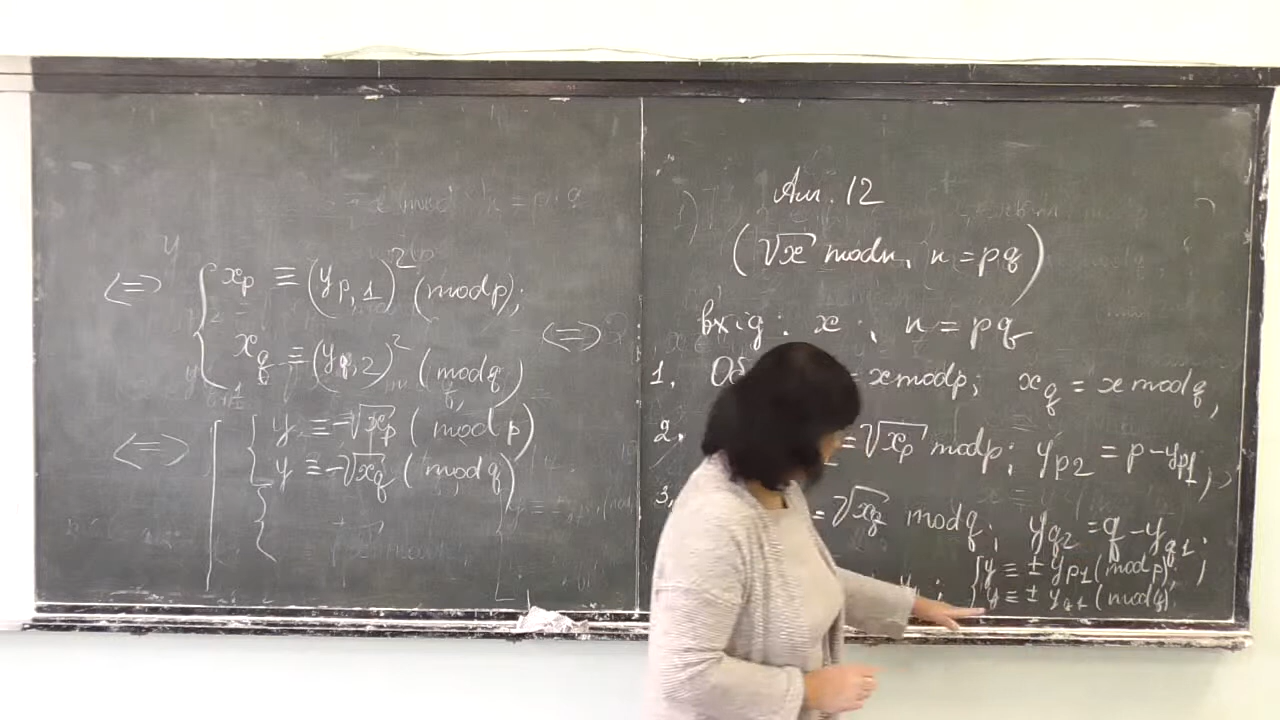 ⟺ { x_p ≡ (y_{p,1})² (mod p);
x_q ≡ (y_{q,2})² (mod q) ⟺
⟺ [ { y ≡ -√x_p (mod p)
y ≡ -√x_q (mod q)
{
Алг. 12
(√x mod n, n = pq)
Вхід: x, n = pq
1. Об = x mod p; x_q = x mod q,
2. = √x_p mod p; y_{p2} = p - y_{p1},
3. = √x_q mod q; y_{q2} = q - y_{q1};
{ y ≡ ± y_{p1} (mod p)
y ≡ ± y_{q1} (mod q);